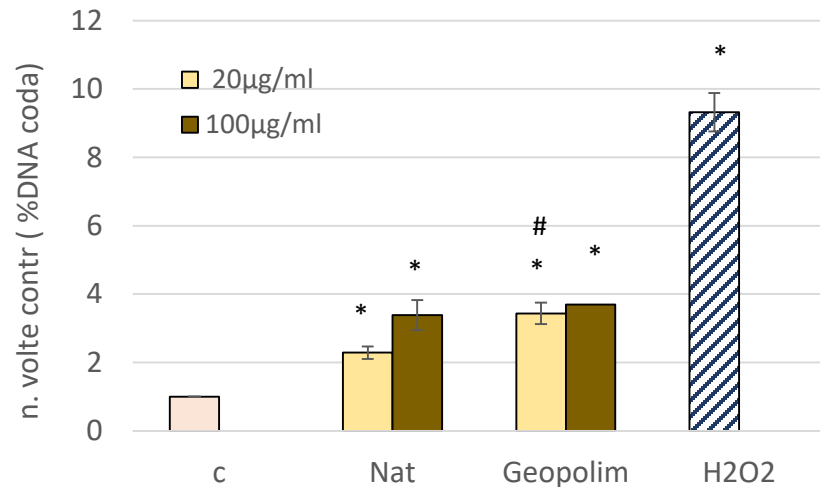 n. volte contr ( %DNA coda)
12
10
8
6
4
2
0
20µg/ml
100µg/ml
*
*
*
#
*
*
c
Nat
Geopolim
H2O2